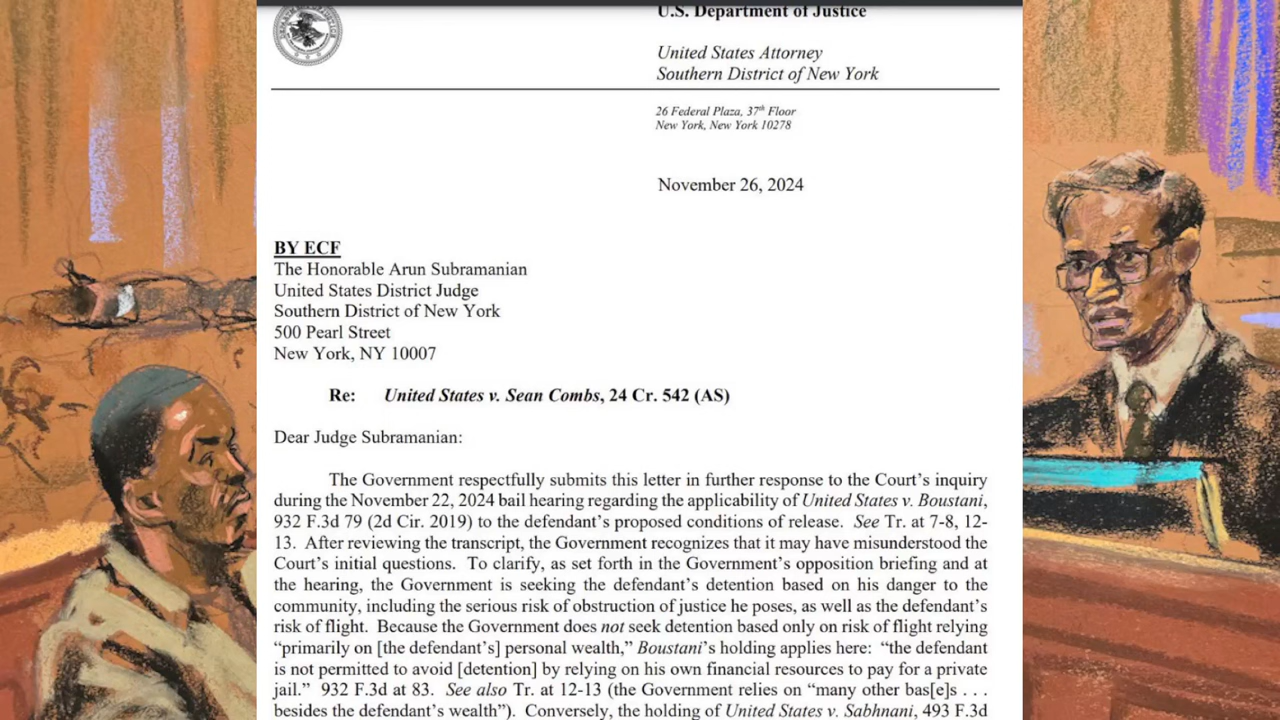 U.S. Department of Justice
United States Attorney
Southern District of New York
26 Federal Plaza, 37th Floor
New York, New York 10278
November 26, 2024
BY ECF
The Honorable Arun Subramanian
United States District Judge
Southern District of New York
500 Pearl Street
New York, NY 10007
Re: United States v. Sean Combs, 24 Cr. 542 (AS)
Dear Judge Subramanian:
The Government respectfully submits this letter in further response to the Court’s inquiry
during the November 22, 2024 bail hearing regarding the applicability of United States v. Boustani,
932 F.3d 79 (2d Cir. 2019) to the defendant’s proposed conditions of release. See Tr. at 7-8, 12-
13. After reviewing the transcript, the Government recognizes that it may have misunderstood the
Court’s initial questions. To clarify, as set forth in the Government’s opposition briefing and at
the hearing, the Government is seeking the defendant’s detention based on his danger to the
community, including the serious risk of obstruction of justice he poses, as well as the defendant’s
risk of flight. Because the Government does not seek detention based only on risk of flight relying
“primarily on [the defendant’s] personal wealth,” Boustani’s holding applies here: “the defendant
is not permitted to avoid [detention] by relying on his own financial resources to pay for a private
jail.” 932 F.3d at 83. See also Tr. at 12-13 (the Government relies on “many other bas[e]s . . .
besides the defendant’s wealth”). Conversely, the holding of United States v. Sabhnani, 493 F.3d